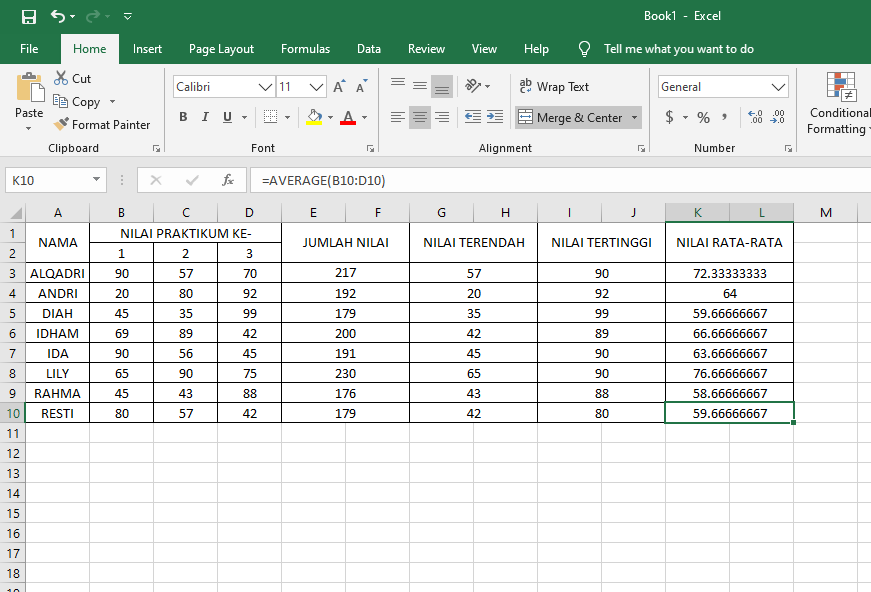 Book1 - Excel
File Home Insert Page Layout Formulas Data Review View Help Tell me what you want to do
Paste
Cut
Copy
Format Painter
Calibri 11 A A
B I U A
ab Wrap Text
Merge & Center
General
$ % , .00 .00
Conditional
Formatting
Clipboard Font Alignment Number
K10 fx =AVERAGE(B10:D10)
A B C D E F G H I J K L M
1 NAMA NILAI PRAKTIKUM KE- JUMLAH NILAI NILAI TERENDAH NILAI TERTINGGI NILAI RATA-RATA
2 1 2 3
3 ALQADRI 90 57 70 217 57 90 72.33333333
4 ANDRI 20 80 92 192 20 92 64
5 DIAH 45 35 99 179 35 99 59.66666667
6 IDHAM 69 89 42 200 42 89 66.66666667
7 IDA 90 56 45 191 45 90 63.66666667
8 LILY 65 90 75 230 65 90 76.66666667
9 RAHMA 45 43 88 176 43 88 58.66666667
10 RESTI 80 57 42 179 42 80 59.66666667
11
12
13
14
15
16
17
18